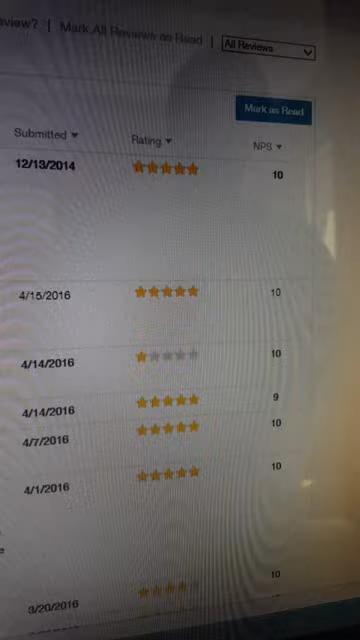 view? | Mark All Reviews as Read | All Reviews
Mark as Read
Submitted Rating NPS
12/13/2014 10
4/15/2016 10
4/14/2016 10
4/14/2016 9
4/7/2016 10
4/1/2016 10
e
3/20/2016 10